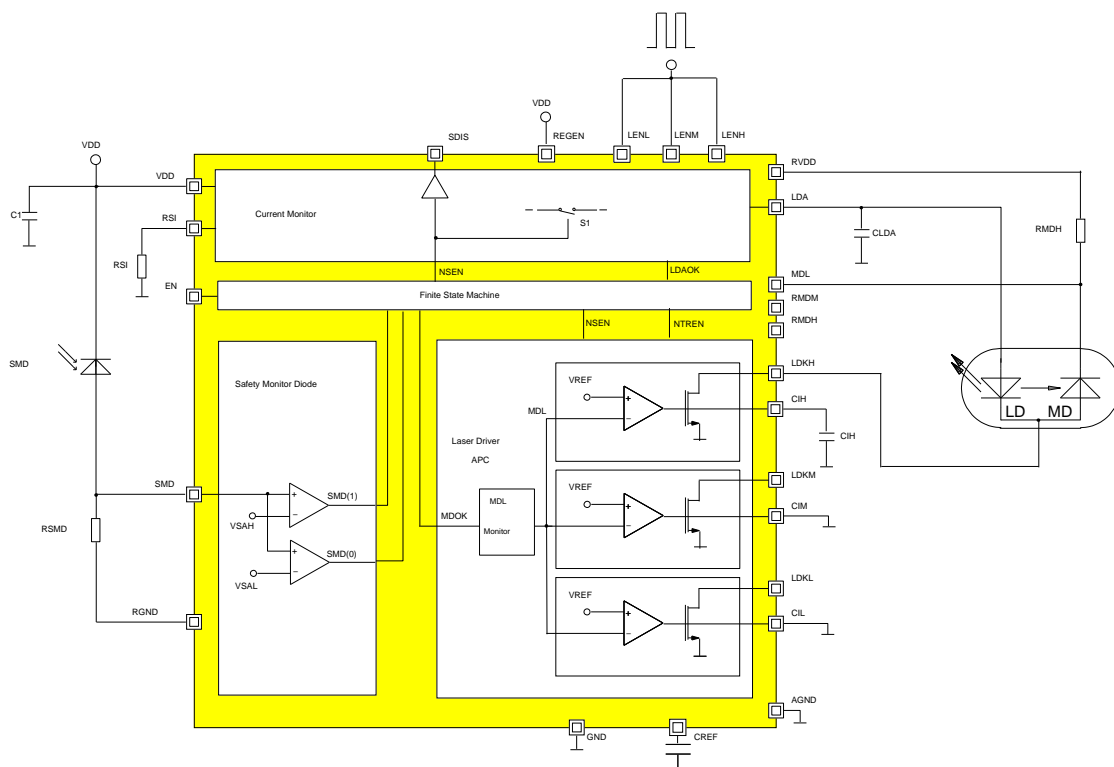 VDD
SDIS
REGEN
LENL
LENM
LENH
VDD
VDD
RVDD
C1
RSI
Current Monitor
S1
LDA
CLDA
RMDH
RSI
NSEN
LDAOK
MDL
EN
Finite State Machine
RMDM
NSEN
NTREN
RMDH
SMD
Safety Monitor Diode
VREF
LDKH
MDL
+
−
CIH
LD
MD
Laser Driver
APC
CIH
SMD
+
−
SMD(1)
VSAH
MDL
Monitor
MDOK
VREF
+
−
LDKM
CIM
RSMD
+
−
SMD(0)
VSAL
VREF
+
−
LDKL
CIL
RGND
AGND
GND
CREF